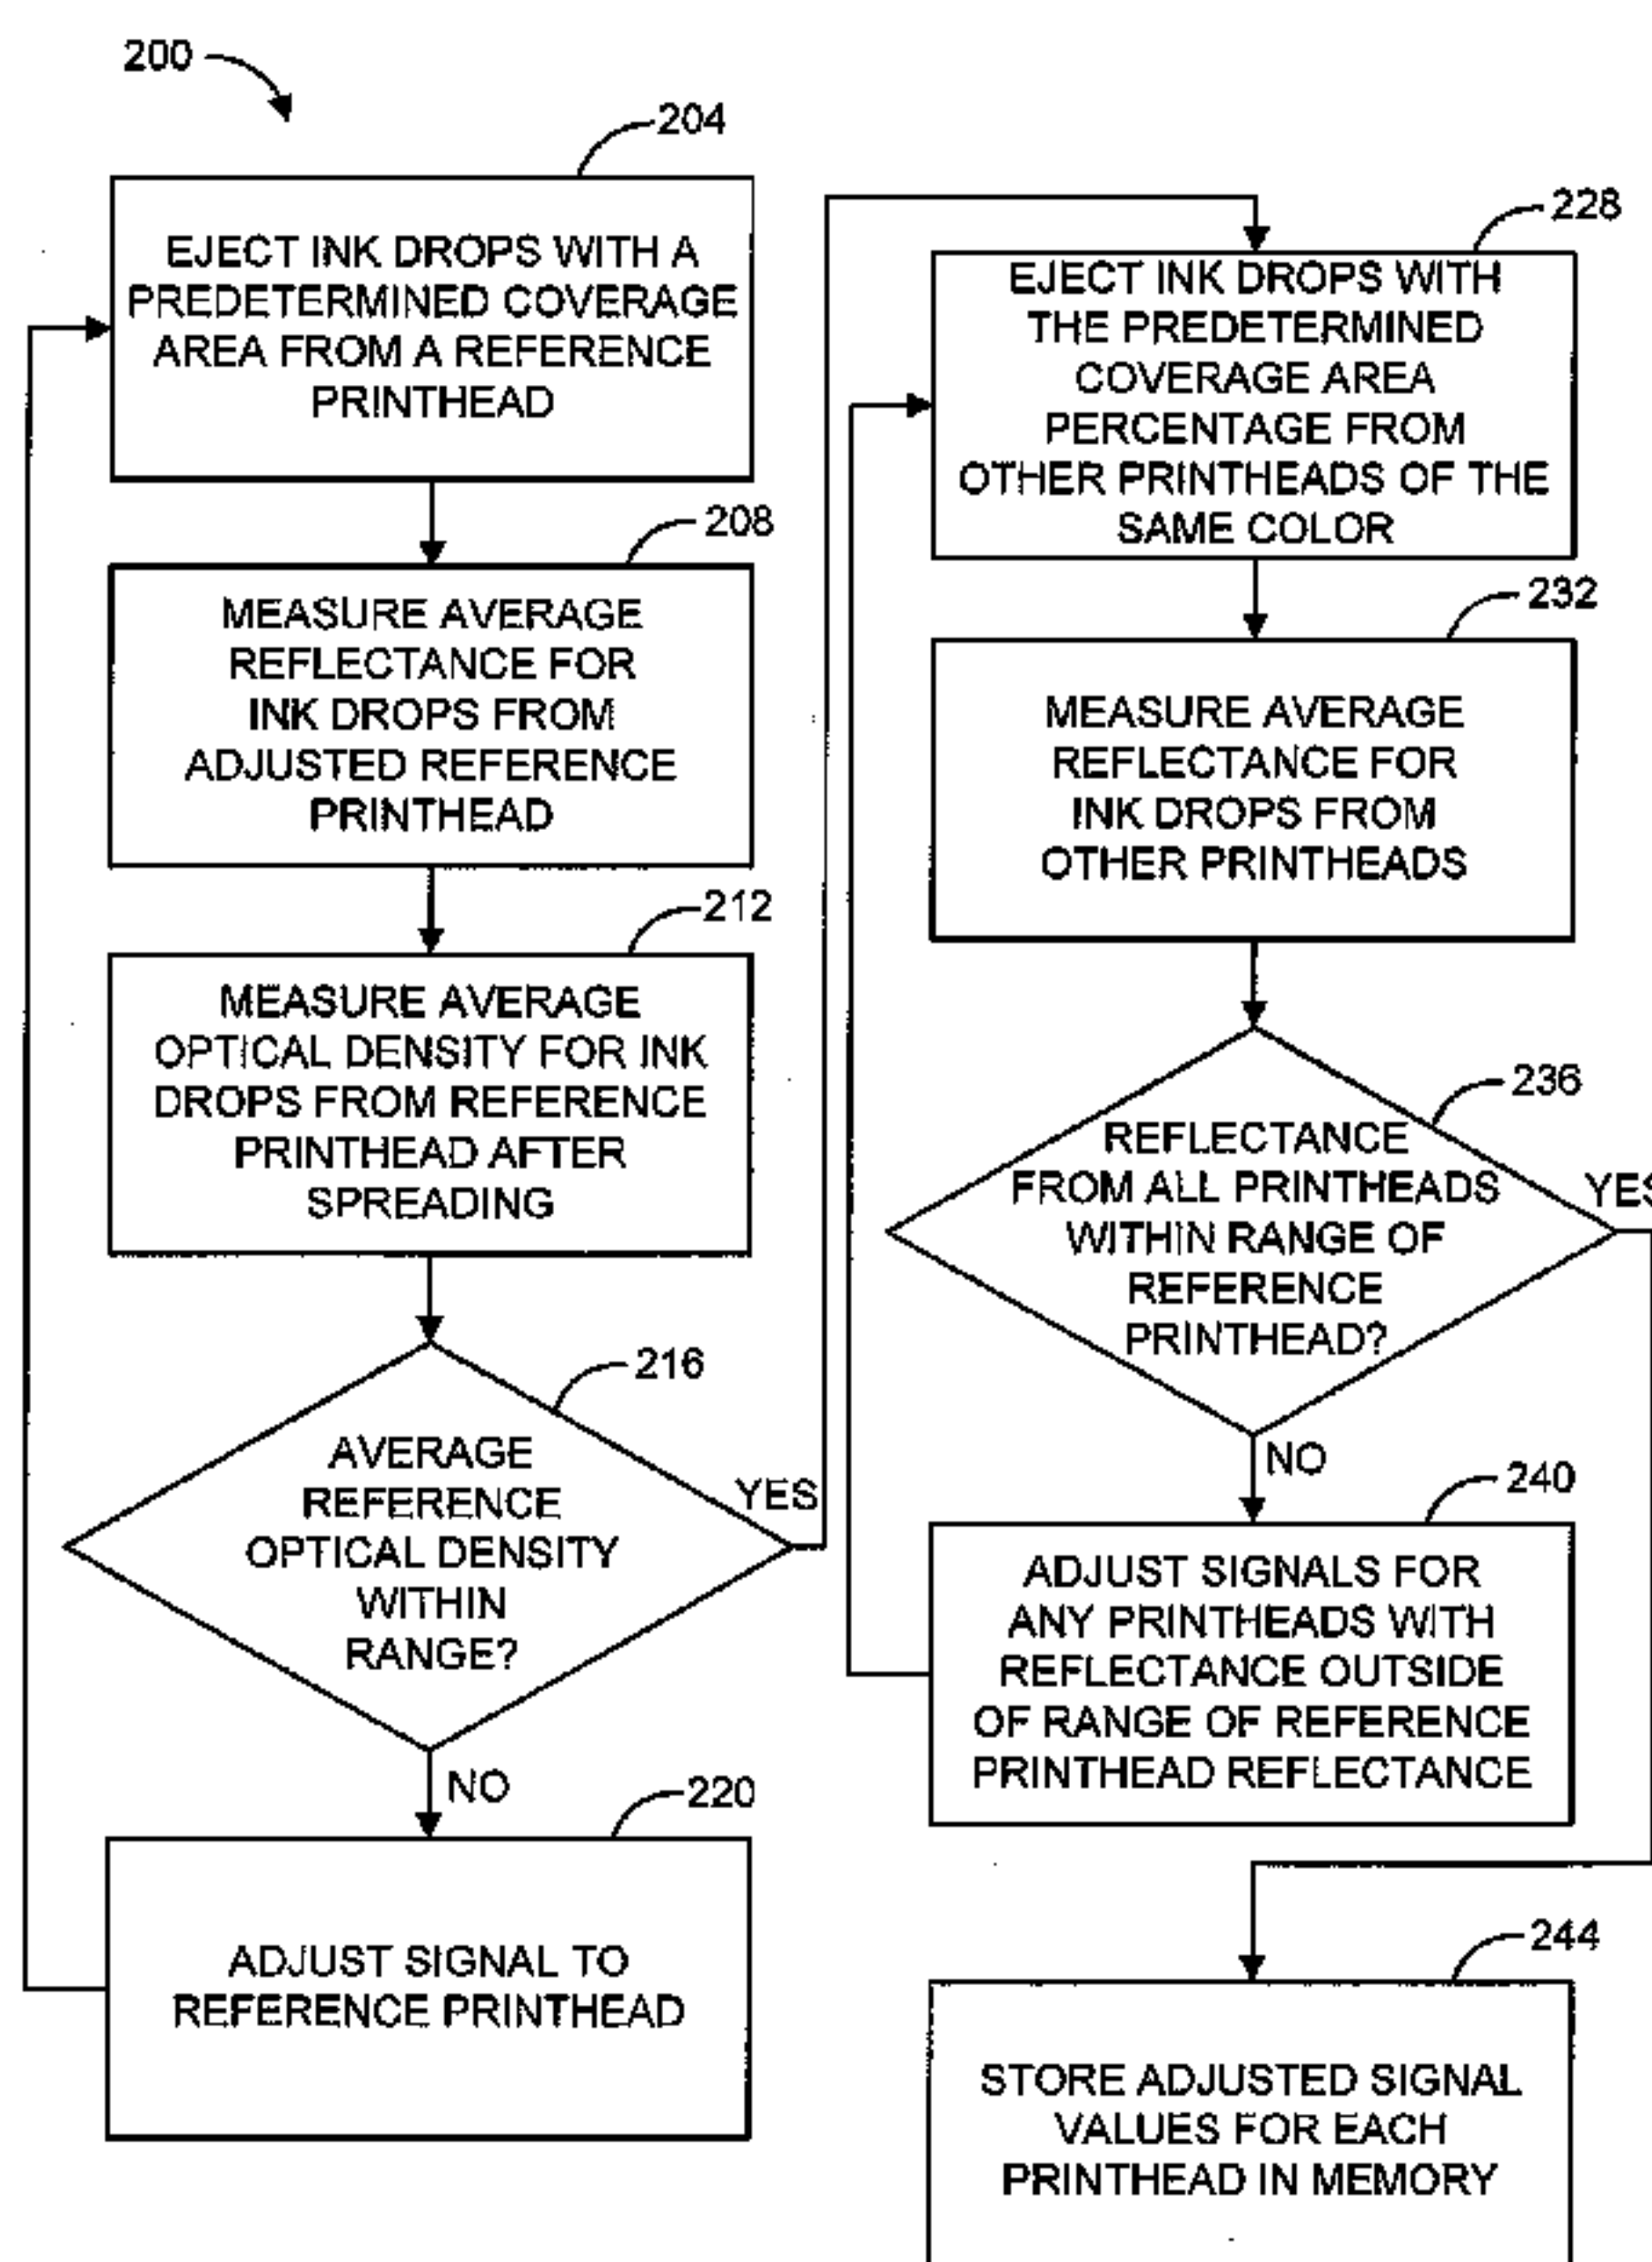 200
204
EJECT INK DROPS WITH A
PREDETERMINED COVERAGE
AREA FROM A REFERENCE
PRINTHEAD
208
MEASURE AVERAGE
REFLECTANCE FOR
INK DROPS FROM
ADJUSTED REFERENCE
PRINTHEAD
212
MEASURE AVERAGE
OPTICAL DENSITY FOR INK
DROPS FROM REFERENCE
PRINTHEAD AFTER
SPREADING
216
AVERAGE
REFERENCE
OPTICAL DENSITY
WITHIN
RANGE?
YES
NO
220
ADJUST SIGNAL TO
REFERENCE PRINTHEAD
228
EJECT INK DROPS WITH
THE PREDETERMINED
COVERAGE AREA
PERCENTAGE FROM
OTHER PRINTHEADS OF THE
SAME COLOR
232
MEASURE AVERAGE
REFLECTANCE FOR
INK DROPS FROM
OTHER PRINTHEADS
236
REFLECTANCE
FROM ALL PRINTHEADS
WITHIN RANGE OF
REFERENCE
PRINTHEAD?
YES
NO
240
ADJUST SIGNALS FOR
ANY PRINTHEADS WITH
REFLECTANCE OUTSIDE
OF RANGE OF REFERENCE
PRINTHEAD REFLECTANCE
244
STORE ADJUSTED SIGNAL
VALUES FOR EACH
PRINTHEAD IN MEMORY